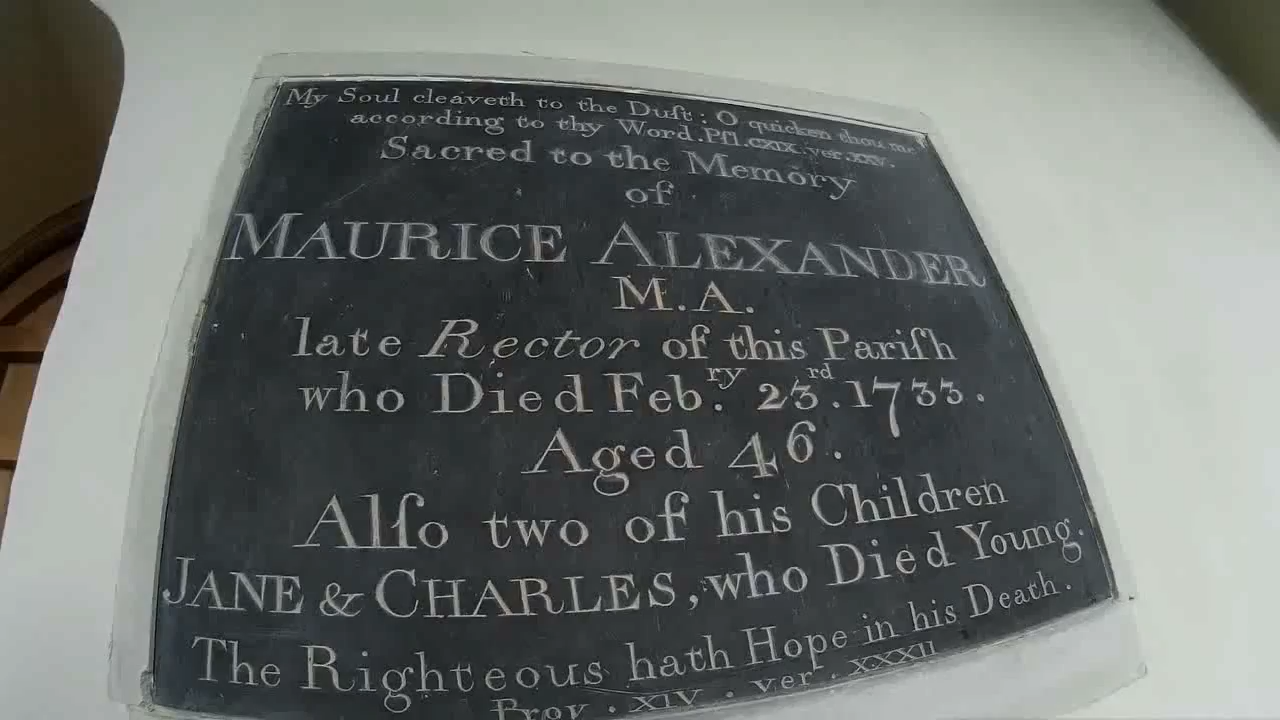 My Soul cleaveth to the Duſt: O quicken thou me
according to thy Word. Pſl. CXIX. ver. XXV.
Sacred to the Memory
of
MAURICE ALEXANDER
M.A.
late Rector of this Pariſh
who Died Feb.ry 23.rd 1733.
Aged 46.
Alſo two of his Children
JANE & CHARLES, who Died Young.
The Righteous hath Hope in his Death.
Prov. XIV. ver. XXXII